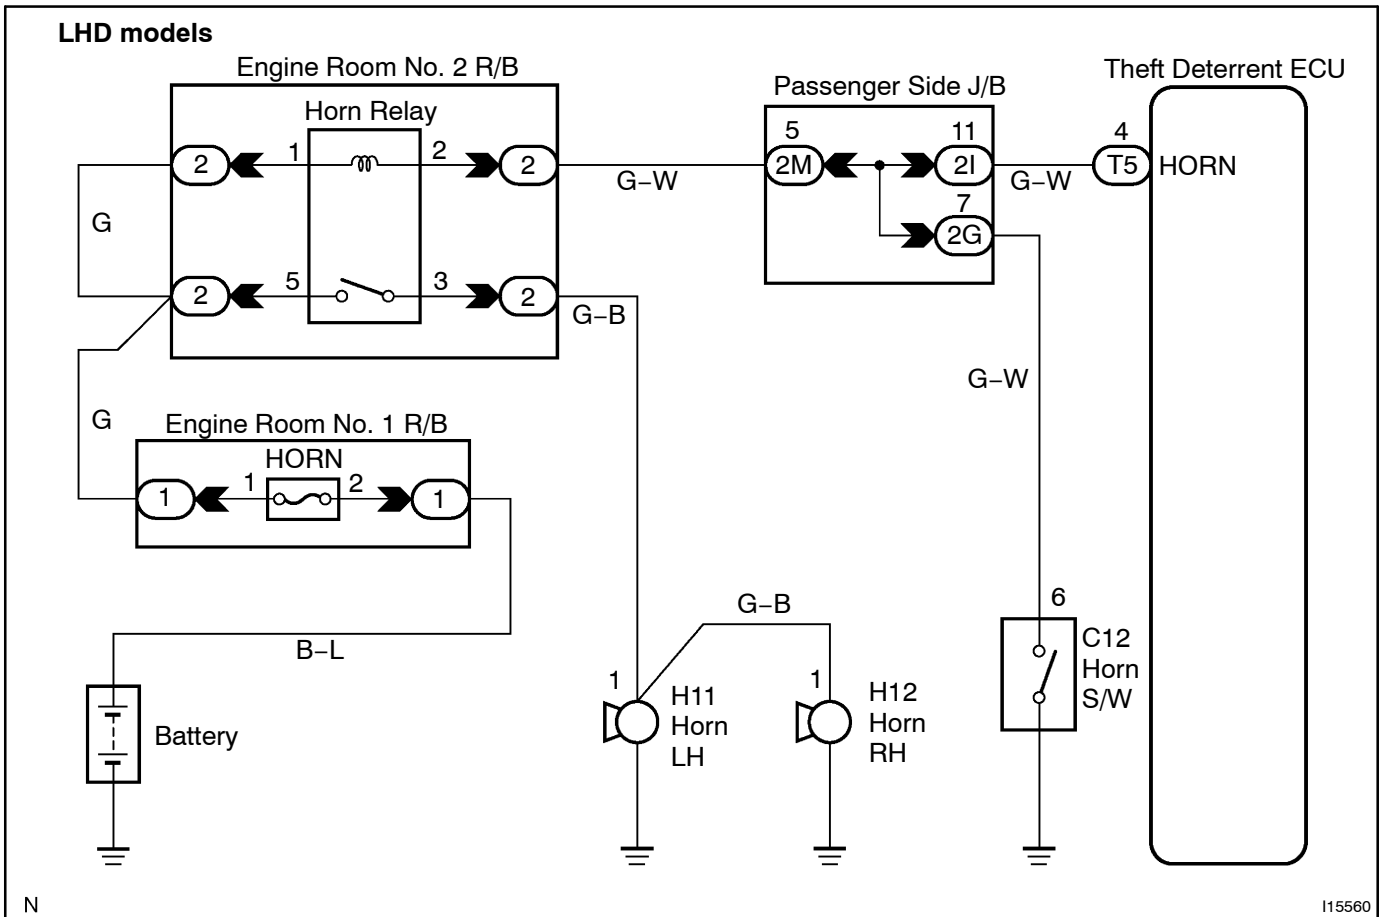 LHD models
Engine Room No. 2 R/B
Horn Relay
2
1
2
2
G
2
5
3
2
G-W
G-B
Passenger Side J/B
5
2M
11
2I
7
2G
G-W
Theft Deterrent ECU
4
T5
HORN
G-W
G
Engine Room No. 1 R/B
HORN
1
1
2
1
B-L
Battery
G-B
1
H11
Horn
LH
1
H12
Horn
RH
6
C12
Horn
S/W
N
I15560